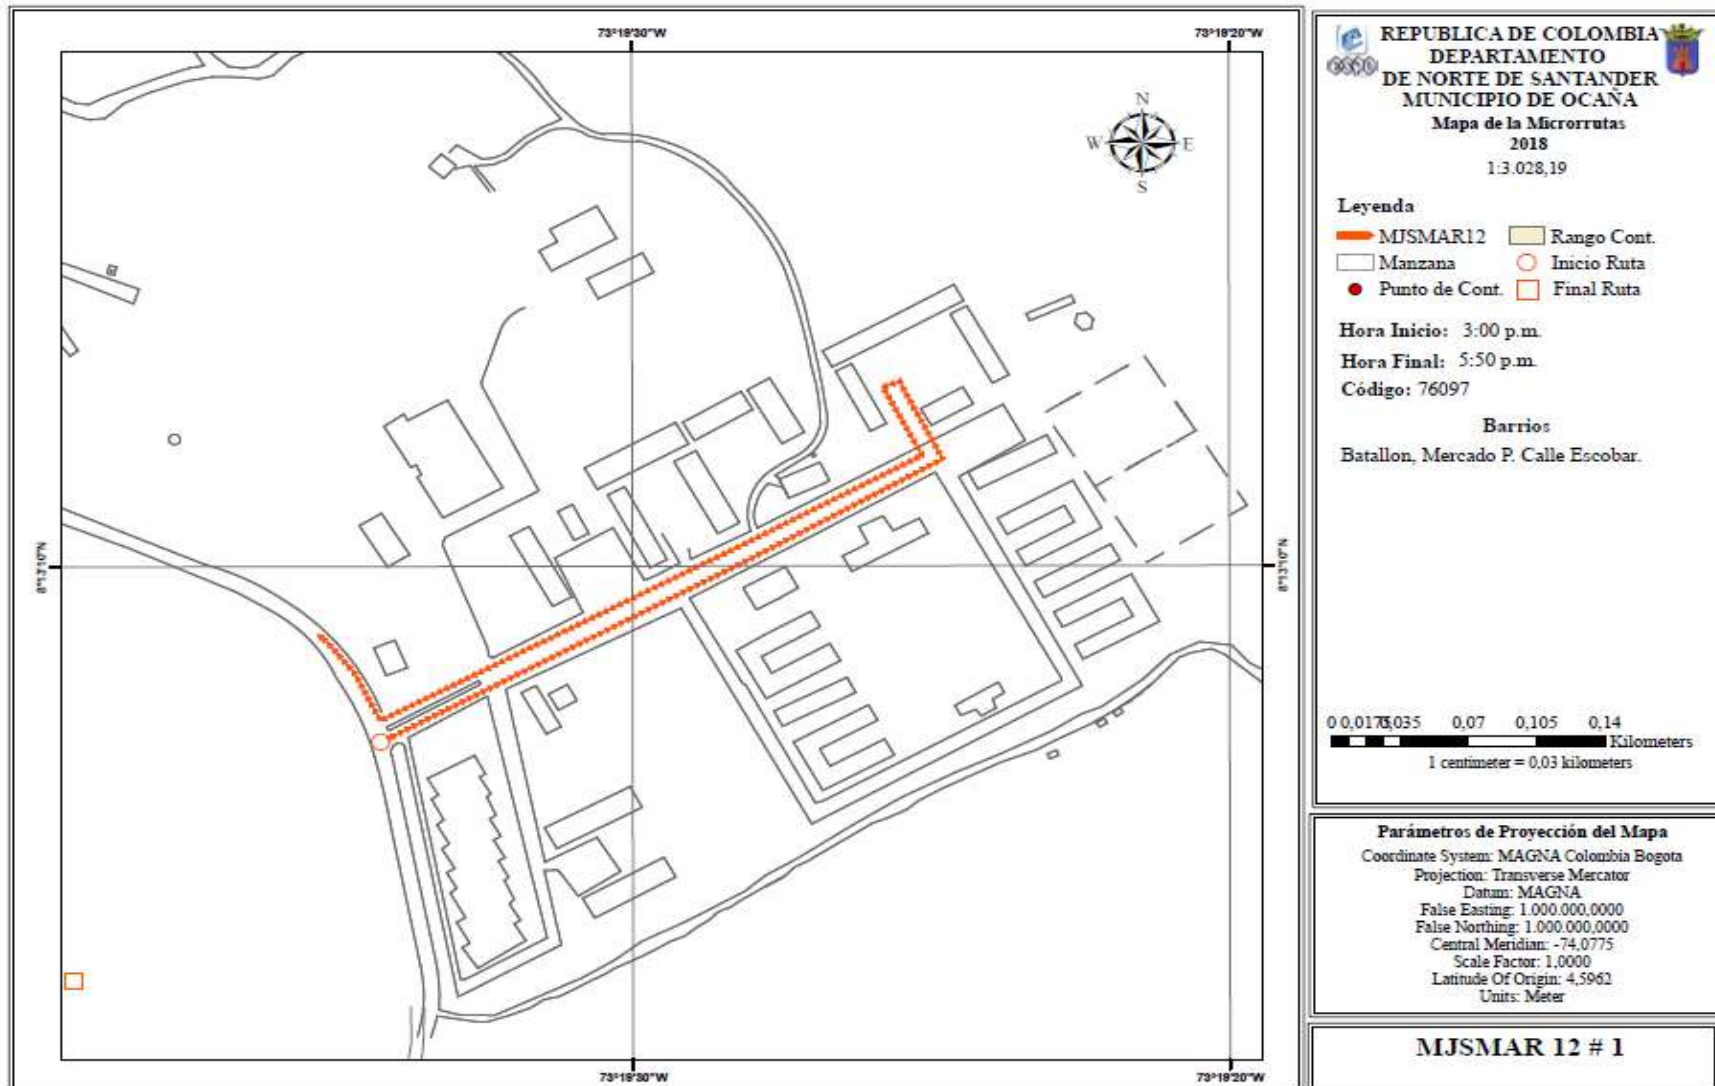 73°19'30"W
73°19'20"W
N
W
E
S
8°13'10"N
8°13'10"N
73°19'30"W
73°19'20"W
REPUBLICA DE COLOMBIA
DEPARTAMENTO
DE NORTE DE SANTANDER
MUNICIPIO DE OCAÑA
Mapa de la Microrrutas
2018
1:3.028,19
Leyenda
MJSMAR12
Rango Cont.
Manzana
Inicio Ruta
Punto de Cont.
Final Ruta
Hora Inicio: 3:00 p.m.
Hora Final: 5:50 p.m.
Código: 76097
Barrios
Batallon, Mercado P. Calle Escobar.
0 0,0175 0,035 0,07 0,105 0,14
Kilometers
1 centimeter = 0,03 kilometers
Parámetros de Proyección del Mapa
Coordinate System: MAGNA Colombia Bogota
Projection: Transverse Mercator
Datum: MAGNA
False Easting: 1.000.000,0000
False Northing: 1.000.000,0000
Central Meridian: -74,0775
Scale Factor: 1,0000
Latitude Of Origin: 4,5962
Units: Meter
MJSMAR 12 # 1